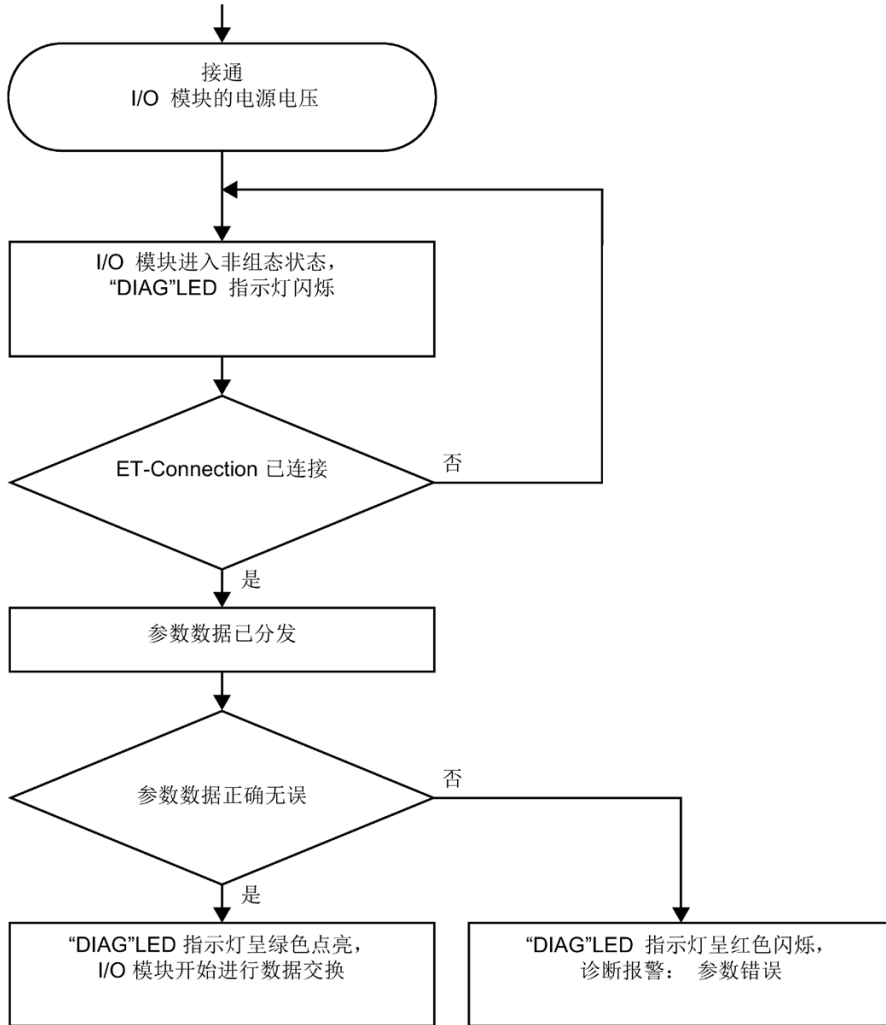 接通
I/O 模块的电源电压
I/O 模块进入非组态状态，
“DIAG”LED 指示灯闪烁
ET-Connection 已连接
否
是
参数数据已分发
参数数据正确无误
否
是
“DIAG”LED 指示灯呈绿色点亮，
I/O 模块开始进行数据交换
“DIAG”LED 指示灯呈红色闪烁，
诊断报警： 参数错误